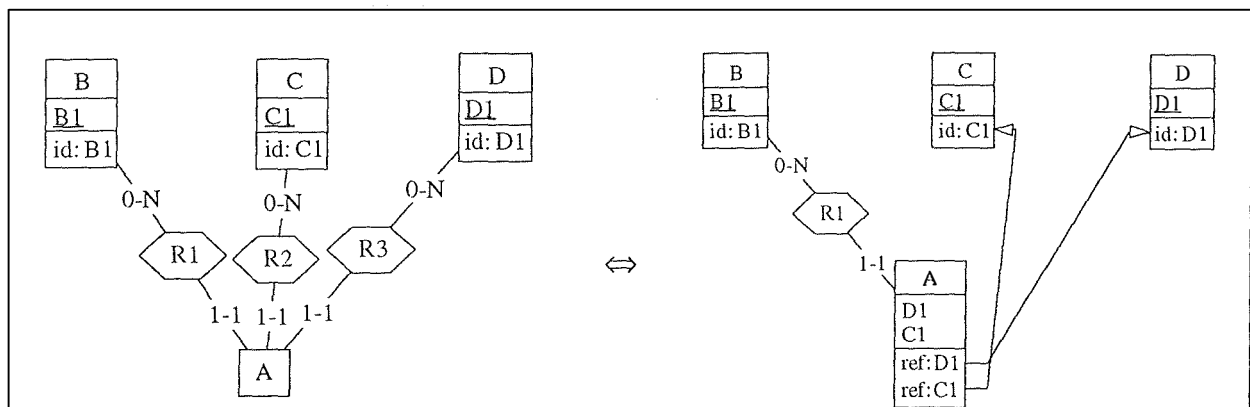 B
B1
id: B1
C
C1
id: C1
D
D1
id: D1
0-N
0-N
0-N
R1
R2
R3
1-1
1-1
1-1
A
⇔
B
B1
id: B1
C
C1
id: C1
D
D1
id: D1
0-N
R1
1-1
A
D1
C1
ref: D1
ref: C1